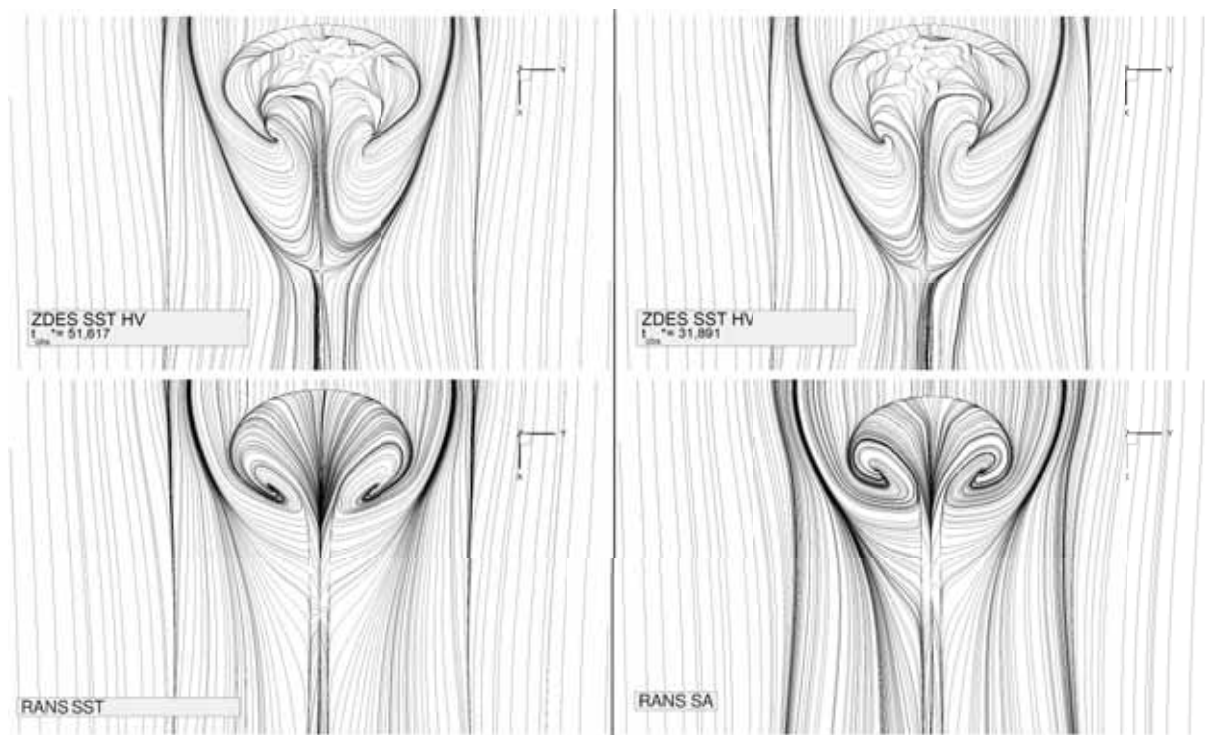 Y
X
Y
ZDES SST HV
t *= 51,617
ZDES SST HV
t *= 31,891
Y
X
Y
RANS SST
RANS SA